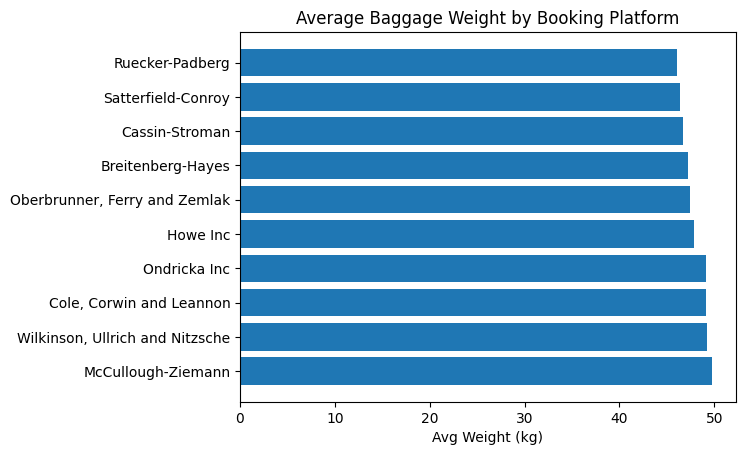 Average Baggage Weight by Booking Platform
Ruecker-Padberg
Satterfield-Conroy
Cassin-Stroman
Breitenberg-Hayes
Oberbrunner, Ferry and Zemlak
Howe Inc
Ondricka Inc
Cole, Corwin and Leannon
Wilkinson, Ullrich and Nitzsche
McCullough-Ziemann
0 10 20 30 40 50
Avg Weight (kg)